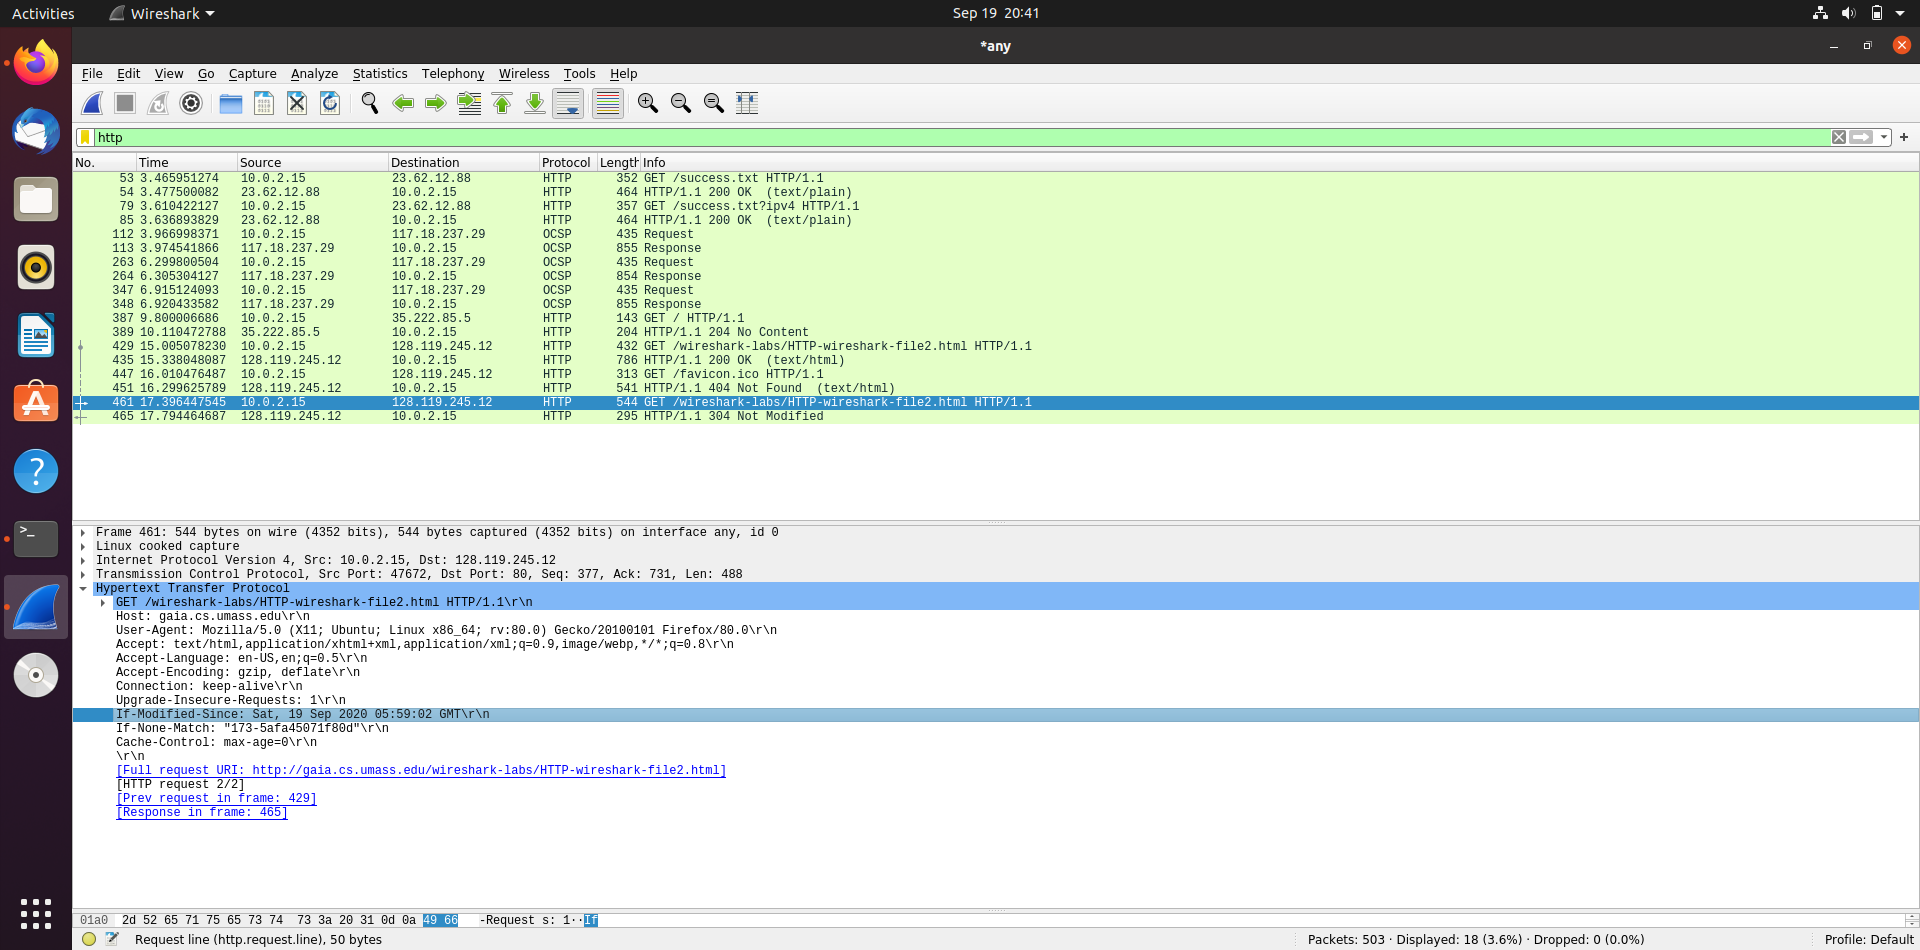 Activities
Wireshark
Sep 19 20:41
*any
File Edit View Go Capture Analyze Statistics Telephony Wireless Tools Help
http
No. Time Source Destination Protocol Length Info
53 3.465951274 10.0.2.15 23.62.12.88 HTTP 352 GET /success.txt HTTP/1.1
54 3.477500082 23.62.12.88 10.0.2.15 HTTP 464 HTTP/1.1 200 OK (text/plain)
79 3.610422127 10.0.2.15 23.62.12.88 HTTP 357 GET /success.txt?ipv4 HTTP/1.1
85 3.636893829 23.62.12.88 10.0.2.15 HTTP 464 HTTP/1.1 200 OK (text/plain)
112 3.966998371 10.0.2.15 117.18.237.29 OCSP 435 Request
113 3.974541866 117.18.237.29 10.0.2.15 OCSP 855 Response
263 6.299800504 10.0.2.15 117.18.237.29 OCSP 435 Request
264 6.305304127 117.18.237.29 10.0.2.15 OCSP 854 Response
347 6.915124093 10.0.2.15 117.18.237.29 OCSP 435 Request
348 6.920433582 117.18.237.29 10.0.2.15 OCSP 855 Response
387 9.800006686 10.0.2.15 35.222.85.5 HTTP 143 GET / HTTP/1.1
389 10.110472788 35.222.85.5 10.0.2.15 HTTP 204 HTTP/1.1 204 No Content
429 15.005078230 10.0.2.15 128.119.245.12 HTTP 432 GET /wireshark-labs/HTTP-wireshark-file2.html HTTP/1.1
435 15.338048087 128.119.245.12 10.0.2.15 HTTP 786 HTTP/1.1 200 OK (text/html)
447 16.010476487 10.0.2.15 128.119.245.12 HTTP 313 GET /favicon.ico HTTP/1.1
451 16.299625789 128.119.245.12 10.0.2.15 HTTP 541 HTTP/1.1 404 Not Found (text/html)
461 17.396447545 10.0.2.15 128.119.245.12 HTTP 544 GET /wireshark-labs/HTTP-wireshark-file2.html HTTP/1.1
465 17.794464687 128.119.245.12 10.0.2.15 HTTP 295 HTTP/1.1 304 Not Modified
Frame 461: 544 bytes on wire (4352 bits), 544 bytes captured (4352 bits) on interface any, id 0
Linux cooked capture
Internet Protocol Version 4, Src: 10.0.2.15, Dst: 128.119.245.12
Transmission Control Protocol, Src Port: 47672, Dst Port: 80, Seq: 377, Ack: 731, Len: 488
Hypertext Transfer Protocol
GET /wireshark-labs/HTTP-wireshark-file2.html HTTP/1.1\r\n
Host: gaia.cs.umass.edu\r\n
User-Agent: Mozilla/5.0 (X11; Ubuntu; Linux x86_64; rv:80.0) Gecko/20100101 Firefox/80.0\r\n
Accept: text/html,application/xhtml+xml,application/xml;q=0.9,image/webp,*/*;q=0.8\r\n
Accept-Language: en-US,en;q=0.5\r\n
Accept-Encoding: gzip, deflate\r\n
Connection: keep-alive\r\n
Upgrade-Insecure-Requests: 1\r\n
If-Modified-Since: Sat, 19 Sep 2020 05:59:02 GMT\r\n
If-None-Match: "173-5afa45071f80d"\r\n
Cache-Control: max-age=0\r\n
\r\n
[Full request URI: http://gaia.cs.umass.edu/wireshark-labs/HTTP-wireshark-file2.html]
[HTTP request 2/2]
[Prev request in frame: 429]
[Response in frame: 465]
01a0 2d 52 65 71 75 65 73 74 73 3a 20 31 0d 0a 49 66 -Request s: 1··If
Request line (http.request.line), 50 bytes
Packets: 503 · Displayed: 18 (3.6%) · Dropped: 0 (0.0%)
Profile: Default